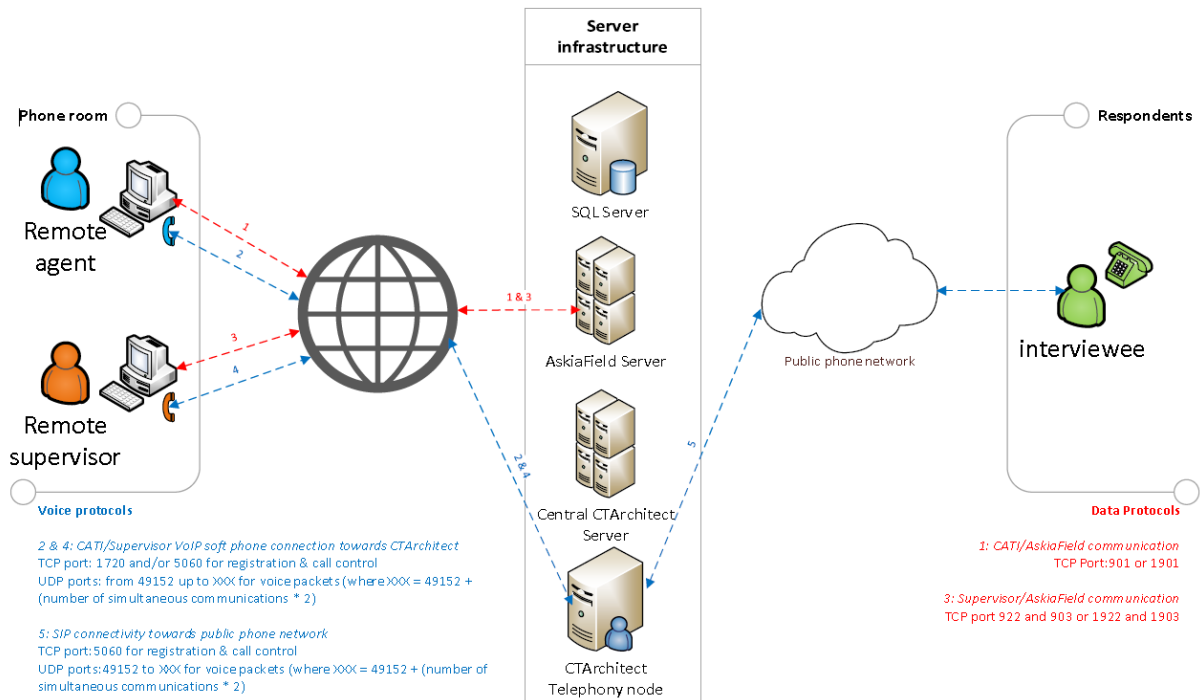 Server
infrastructure
Phone room
Respondents
Remote
agent
1
2
SQL Server
3
4
1 & 3
AskiaField Server
Public phone network
interviewee
Remote
supervisor
2 & 4
5
Central CTArchitect
Server
CTArchitect
Telephony node
Voice protocols
2 & 4: CATI/Supervisor VoIP soft phone connection towards CTArchitect
TCP port: 1720 and/or 5060 for registration & call control
UDP ports: from 49152 up to XXX for voice packets (where XXX = 49152 +
(number of simultaneous communications * 2)
5: SIP connectivity towards public phone network
TCP port:5060 for registration & call control
UDP ports:49152 to XXX for voice packets (where XXX = 49152 + (number of
simultaneous communications * 2)
Data Protocols
1: CATI/AskiaField communication
TCP Port:901 or 1901
3: Supervisor/AskiaField communication
TCP port 922 and 903 or 1922 and 1903